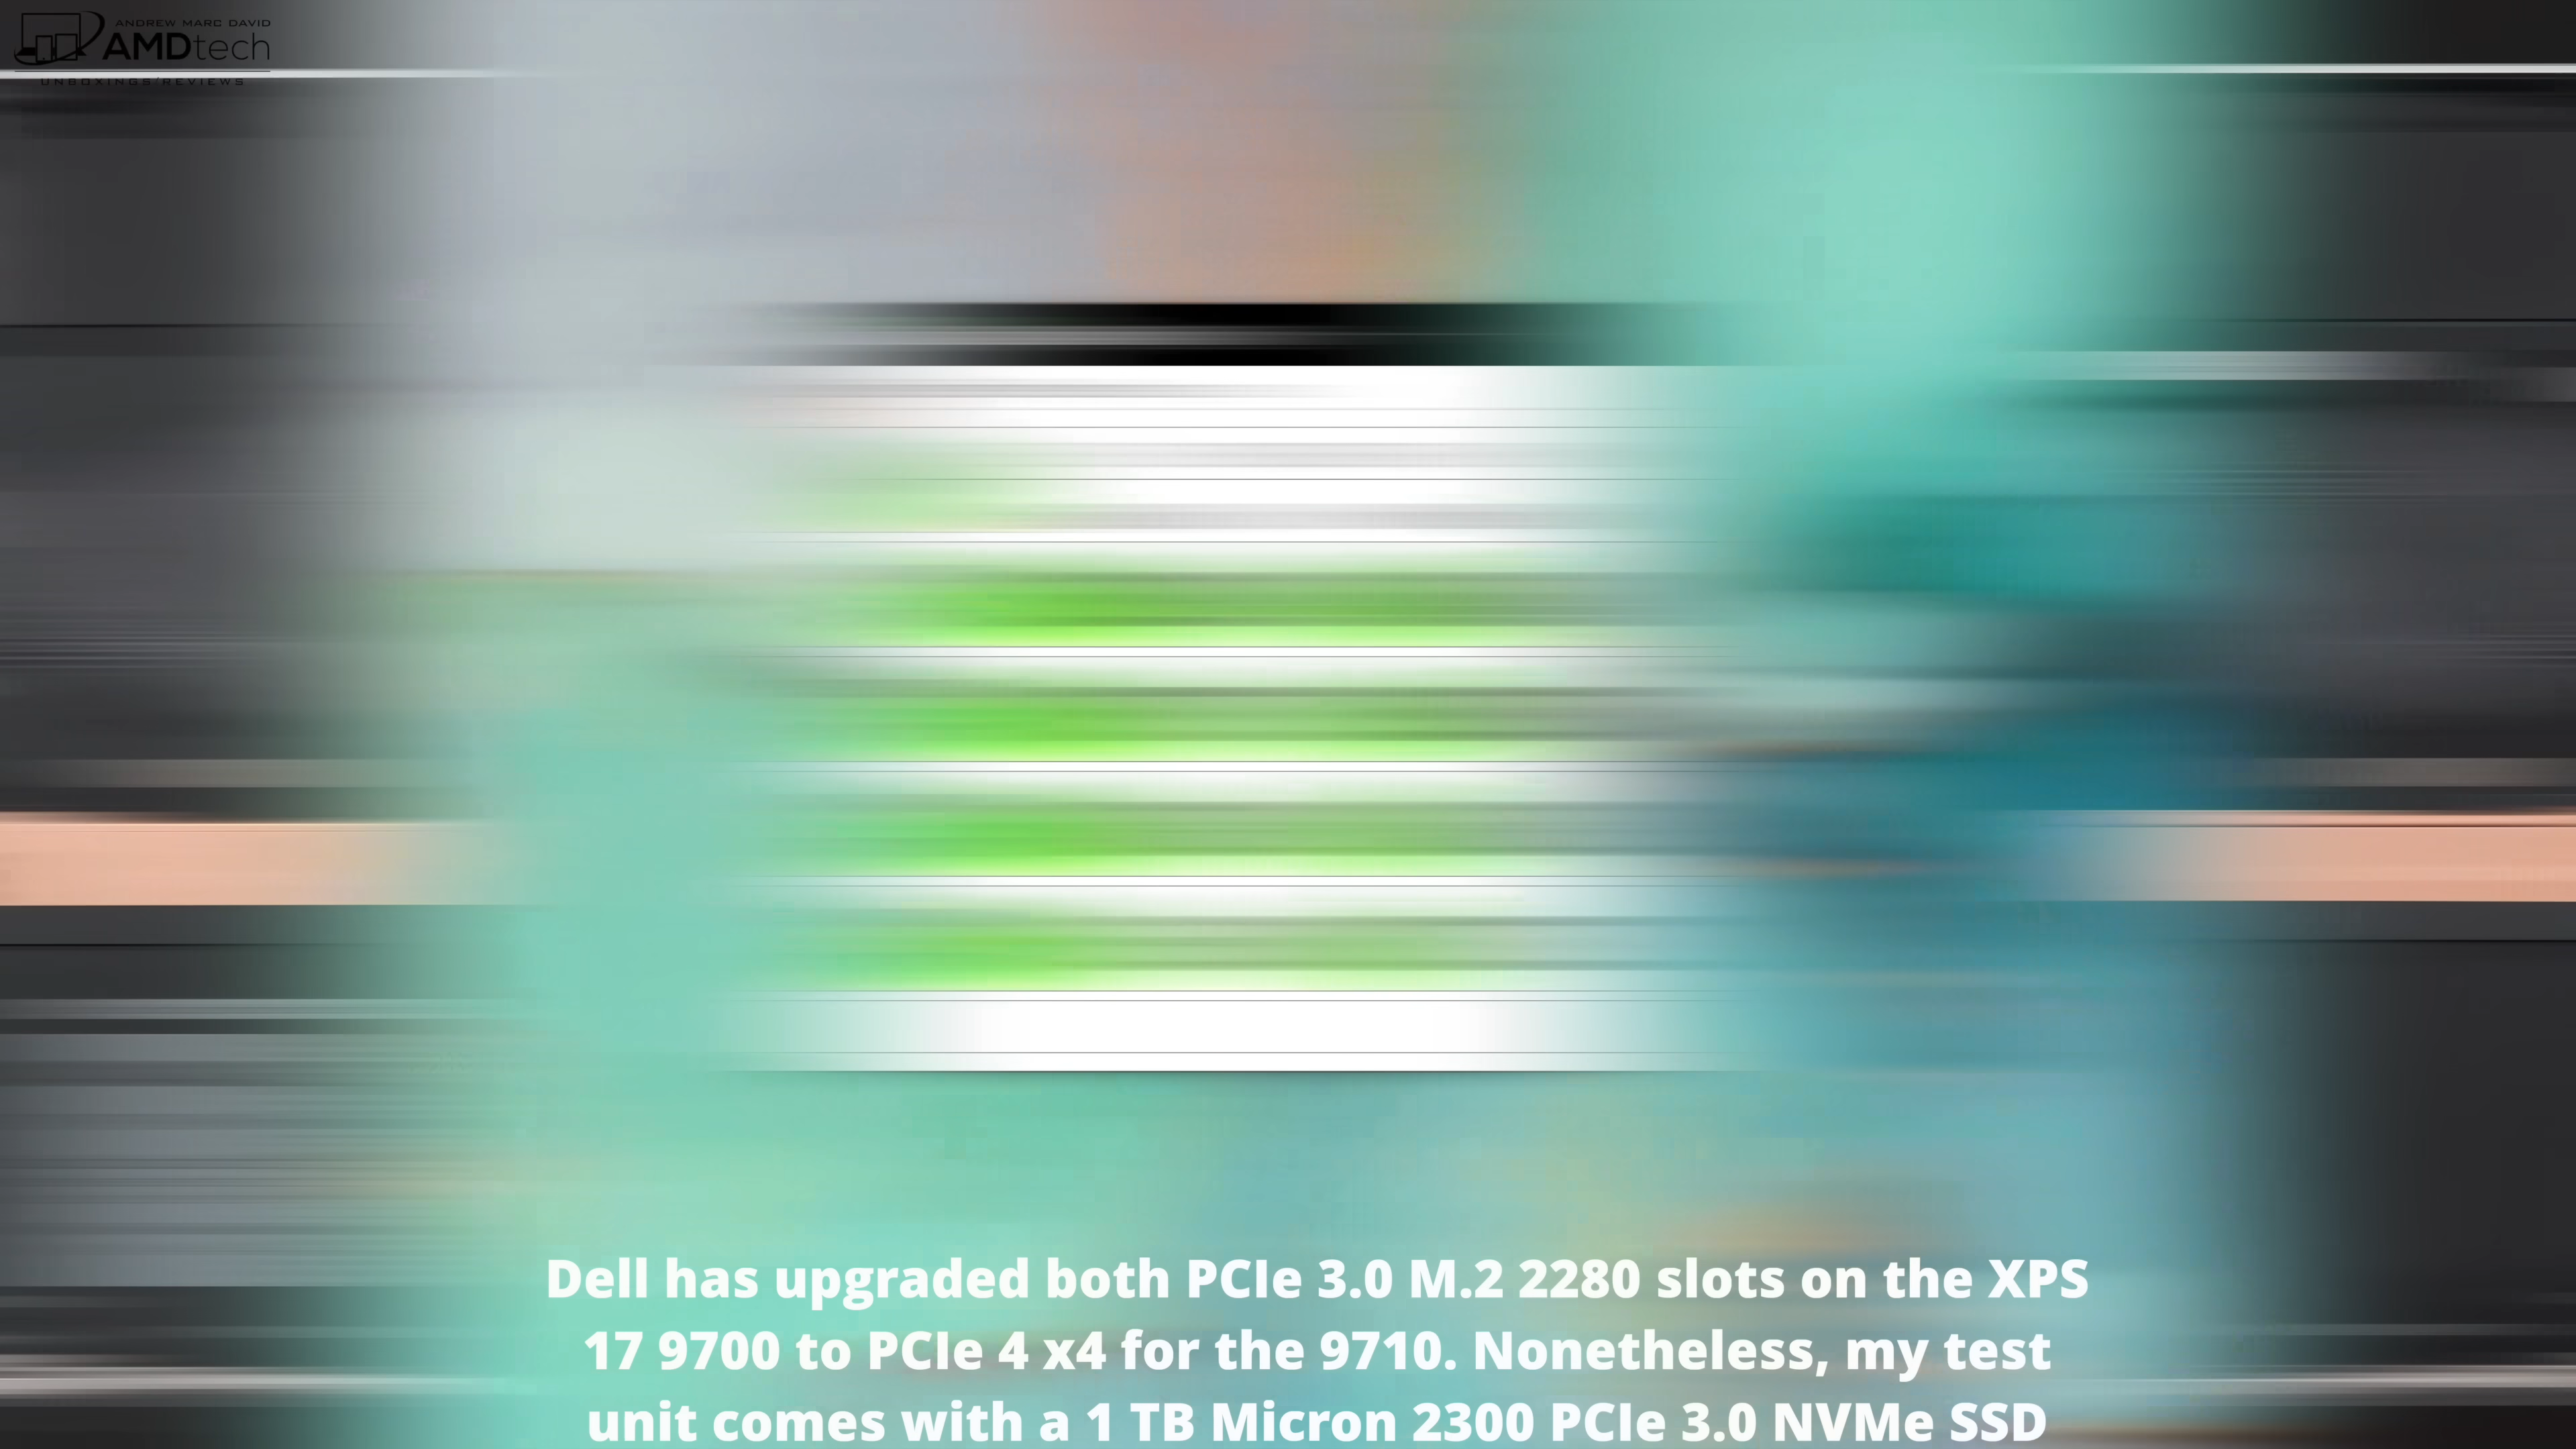 ANDREW MARC DAVID
AMDtech
UNBOXINGS*REVIEWS
Dell has upgraded both PCIe 3.0 M.2 2280 slots on the XPS
17 9700 to PCIe 4 x4 for the 9710. Nonetheless, my test
unit comes with a 1 TB Micron 2300 PCIe 3.0 NVMe SSD